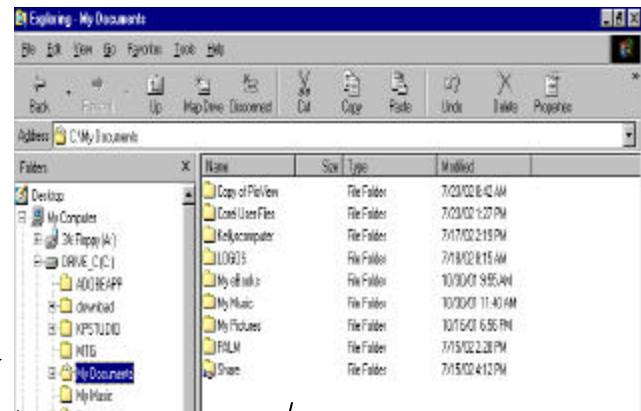 Exploring - My Documents
File Edit View Go Favorites Tools Help
Back Forward Up Map Drive Disconnect Cut Copy Paste Undo Delete Properties »
Address C:\My Documents
Folders x Name Size Type Modified
Desktop
My Computer
3½ Floppy (A:)
DRIVE_C (C:)
ADOBEAPP
download
KPSTUDIO
MTG
My Documents
My Music
Copy of PicView File Folder 7/23/02 8:42 AM
Corel User Files File Folder 7/23/02 1:27 PM
Kellyscomputer File Folder 7/17/02 2:19 PM
LOGOS File Folder 7/18/02 8:15 AM
My eBooks File Folder 10/30/01 9:55 AM
My Music File Folder 10/30/01 11:40 AM
My Pictures File Folder 10/16/01 6:56 PM
PALM File Folder 7/15/02 2:28 PM
Share File Folder 7/15/02 4:12 PM